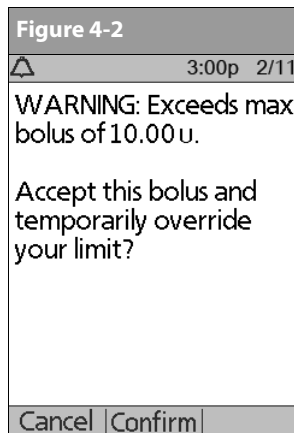 Figure 4-2
3:00p 2/11
WARNING: Exceeds max
bolus of 10.00 u.
Accept this bolus and
temporarily override
your limit?
Cancel Confirm